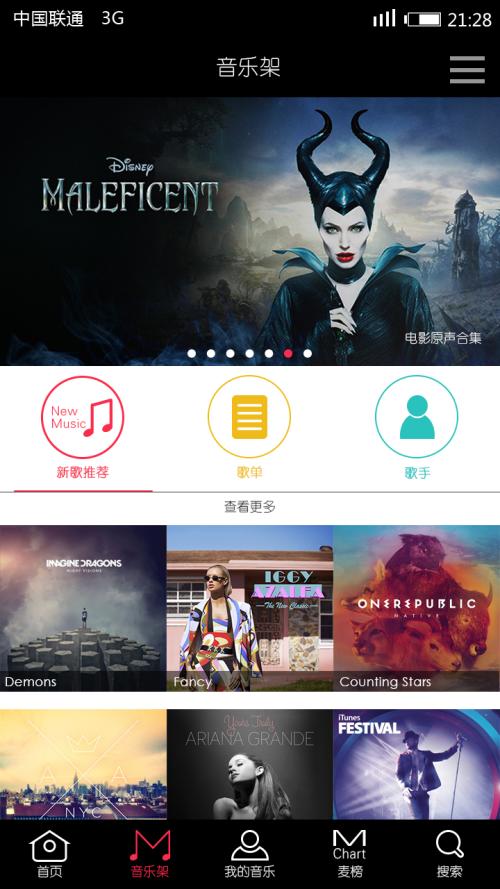 中国联通 3G 21:28
音乐架
Disney
MALEFICENT
电影原声合集
New
Music
新歌推荐 歌单 歌手
查看更多
IMAGINE DRAGONS
NIGHT VISIONS
Demons
IGGY
AZALEA
The New Classic
Fancy
ONEREPUBLIC
NATIVE
Counting Stars
A A
NYC
Yours Truly
ARIANA GRANDE
iTunes
FESTIVAL
首页 音乐架 我的音乐 Chart 麦榜 搜索